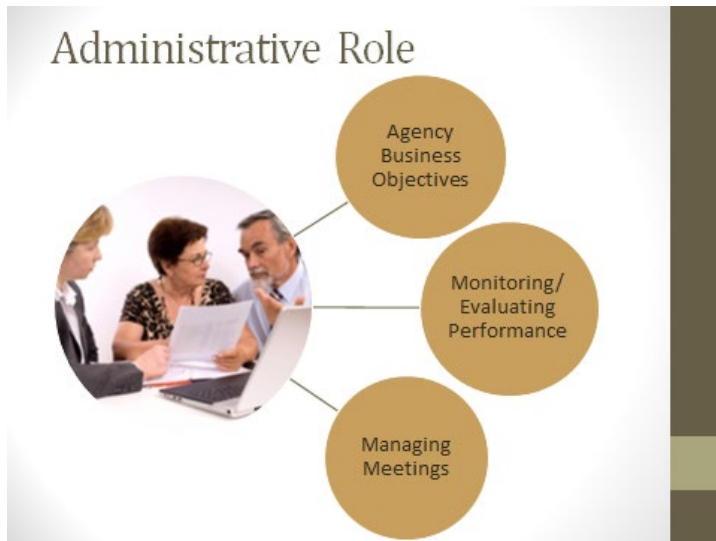 Administrative Role
Agency
Business
Objectives
Monitoring/
Evaluating
Performance
Managing
Meetings